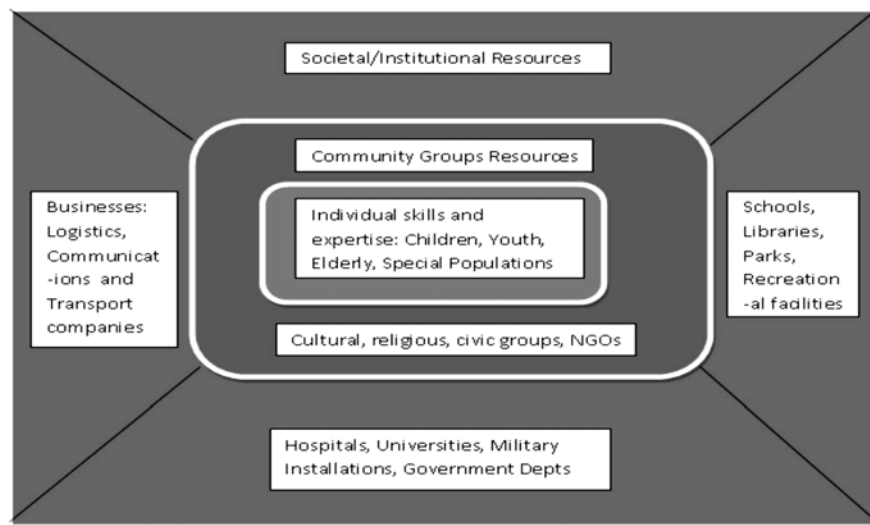 Societal/Institutional Resources
Community Groups Resources
Businesses:
Logistics,
Communicat
-ions and
Transport
companies
Individual skills and
expertise: Children, Youth,
Elderly, Special Populations
Schools,
Libraries,
Parks,
Recreation
-al facilities
Cultural, religious, civic groups, NGOs
Hospitals, Universities, Military
Installations, Government Depts